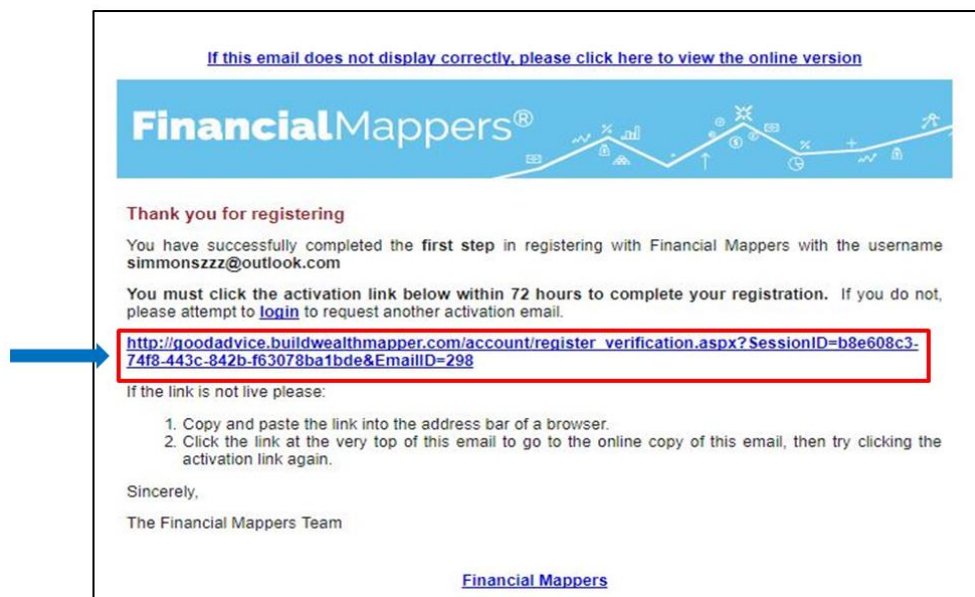 If this email does not display correctly, please click here to view the online version
FinancialMappers®
Thank you for registering
You have successfully completed the first step in registering with Financial Mappers with the username
simmonszzz@outlook.com
You must click the activation link below within 72 hours to complete your registration. If you do not,
please attempt to login to request another activation email.
http://goodadvice.buildwealthmapper.com/account/register_verification.aspx?SessionID=b8e608c3-
74f8-443c-842b-f63078ba1bde&EmailID=298
If the link is not live please:
1. Copy and paste the link into the address bar of a browser.
2. Click the link at the very top of this email to go to the online copy of this email, then try clicking the
activation link again.
Sincerely,
The Financial Mappers Team
Financial Mappers